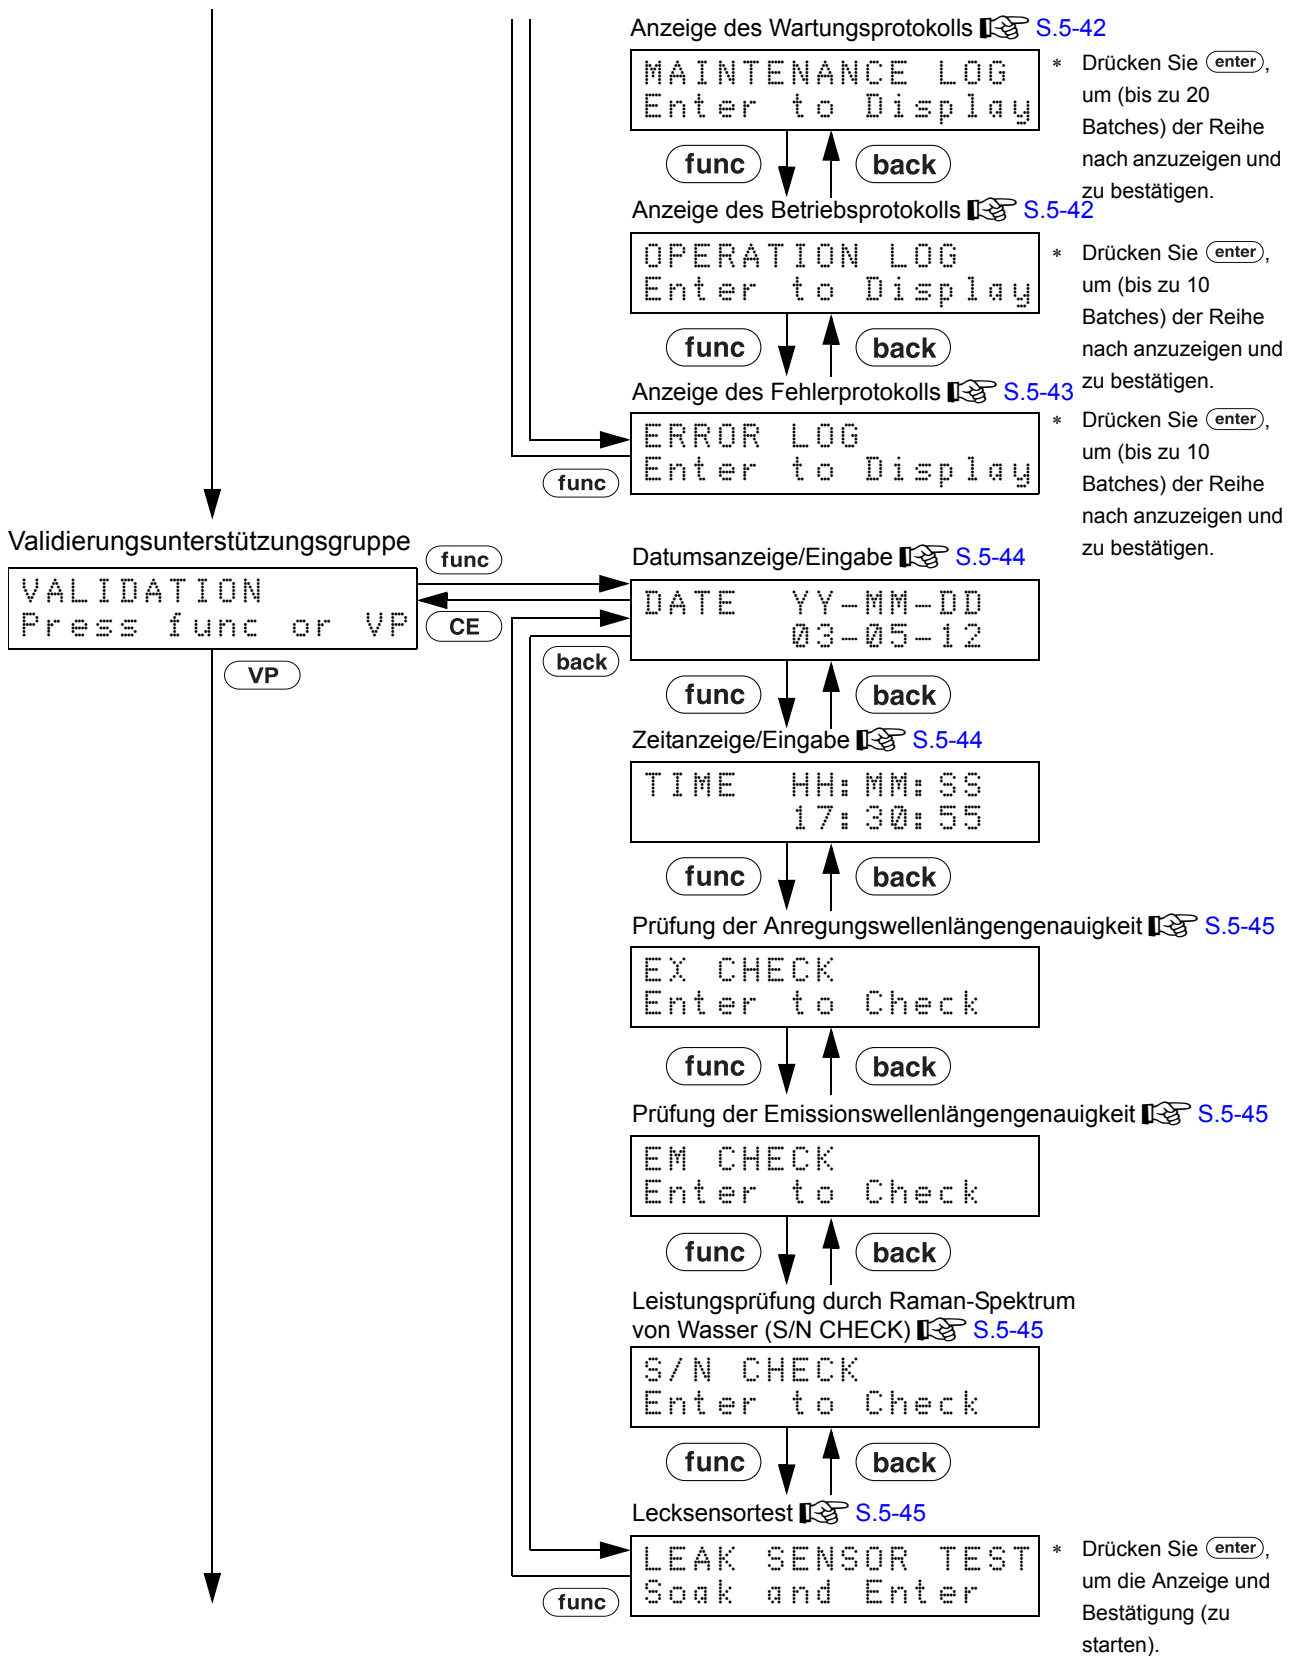 Anzeige des Wartungsprotokolls S.5-42
MAINTENANCE LOG
Enter to Display
* Drücken Sie enter,
um (bis zu 20
Batches) der Reihe
nach anzuzeigen und
zu bestätigen.
func back
Anzeige des Betriebsprotokolls S.5-42
OPERATION LOG
Enter to Display
* Drücken Sie enter,
um (bis zu 10
Batches) der Reihe
nach anzuzeigen und
zu bestätigen.
func back
Anzeige des Fehlerprotokolls S.5-43
ERROR LOG
Enter to Display
* Drücken Sie enter,
um (bis zu 10
Batches) der Reihe
nach anzuzeigen und
zu bestätigen.
func
Validierungsunterstützungsgruppe
VALIDATION
Press func or VP
func
CE
VP
Datumsanzeige/Eingabe S.5-44
DATE YY-MM-DD
03-05-12
back
func back
Zeitanzeige/Eingabe S.5-44
TIME HH:MM:SS
17:30:55
func back
Prüfung der Anregungswellenlängengenauigkeit S.5-45
EX CHECK
Enter to Check
func back
Prüfung der Emissionswellenlängengenauigkeit S.5-45
EM CHECK
Enter to Check
func back
Leistungsprüfung durch Raman-Spektrum
von Wasser (S/N CHECK) S.5-45
S/N CHECK
Enter to Check
func back
Lecksensortest S.5-45
LEAK SENSOR TEST
Soak and Enter
func
* Drücken Sie enter,
um die Anzeige und
Bestätigung (zu
starten).